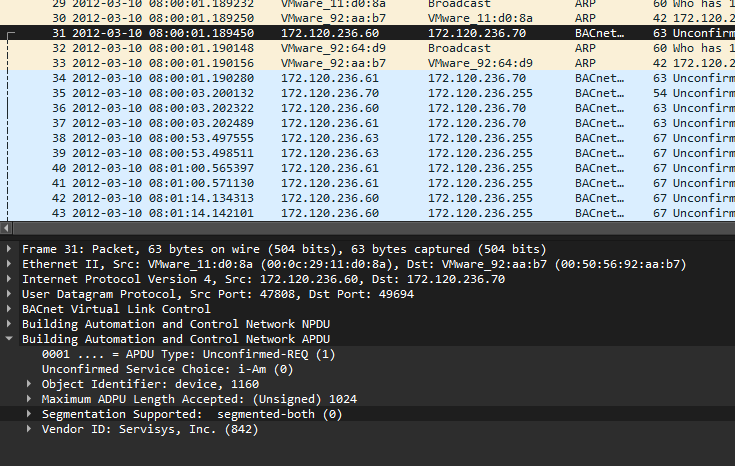 29 2012-03-10 08:00:01.189232 VMware_11:d0:8a Broadcast ARP 60 Who has 1
30 2012-03-10 08:00:01.189250 VMware_92:aa:b7 VMware_11:d0:8a ARP 42 172.120.2
31 2012-03-10 08:00:01.189450 172.120.236.60 172.120.236.70 BACnet… 63 Unconfirm
32 2012-03-10 08:00:01.190148 VMware_92:64:d9 Broadcast ARP 60 Who has 1
33 2012-03-10 08:00:01.190156 VMware_92:aa:b7 VMware_92:64:d9 ARP 42 172.120.2
34 2012-03-10 08:00:01.190280 172.120.236.61 172.120.236.70 BACnet… 63 Unconfirm
35 2012-03-10 08:00:03.200132 172.120.236.70 172.120.236.255 BACnet… 54 Unconfirm
36 2012-03-10 08:00:03.202322 172.120.236.60 172.120.236.70 BACnet… 63 Unconfirm
37 2012-03-10 08:00:03.202489 172.120.236.61 172.120.236.70 BACnet… 63 Unconfirm
38 2012-03-10 08:00:53.497555 172.120.236.63 172.120.236.255 BACnet… 67 Unconfirm
39 2012-03-10 08:00:53.498511 172.120.236.63 172.120.236.255 BACnet… 67 Unconfirm
40 2012-03-10 08:01:00.565397 172.120.236.61 172.120.236.255 BACnet… 67 Unconfirm
41 2012-03-10 08:01:00.571130 172.120.236.61 172.120.236.255 BACnet… 67 Unconfirm
42 2012-03-10 08:01:14.134313 172.120.236.60 172.120.236.255 BACnet… 67 Unconfirm
43 2012-03-10 08:01:14.142101 172.120.236.60 172.120.236.255 BACnet… 67 Unconfirm
Frame 31: Packet, 63 bytes on wire (504 bits), 63 bytes captured (504 bits)
Ethernet II, Src: VMware_11:d0:8a (00:0c:29:11:d0:8a), Dst: VMware_92:aa:b7 (00:50:56:92:aa:b7)
Internet Protocol Version 4, Src: 172.120.236.60, Dst: 172.120.236.70
User Datagram Protocol, Src Port: 47808, Dst Port: 49694
BACnet Virtual Link Control
Building Automation and Control Network NPDU
Building Automation and Control Network APDU
0001 .... = APDU Type: Unconfirmed-REQ (1)
Unconfirmed Service Choice: i-Am (0)
Object Identifier: device, 1160
Maximum ADPU Length Accepted: (Unsigned) 1024
Segmentation Supported:  segmented-both (0)
Vendor ID: Servisys, Inc. (842)